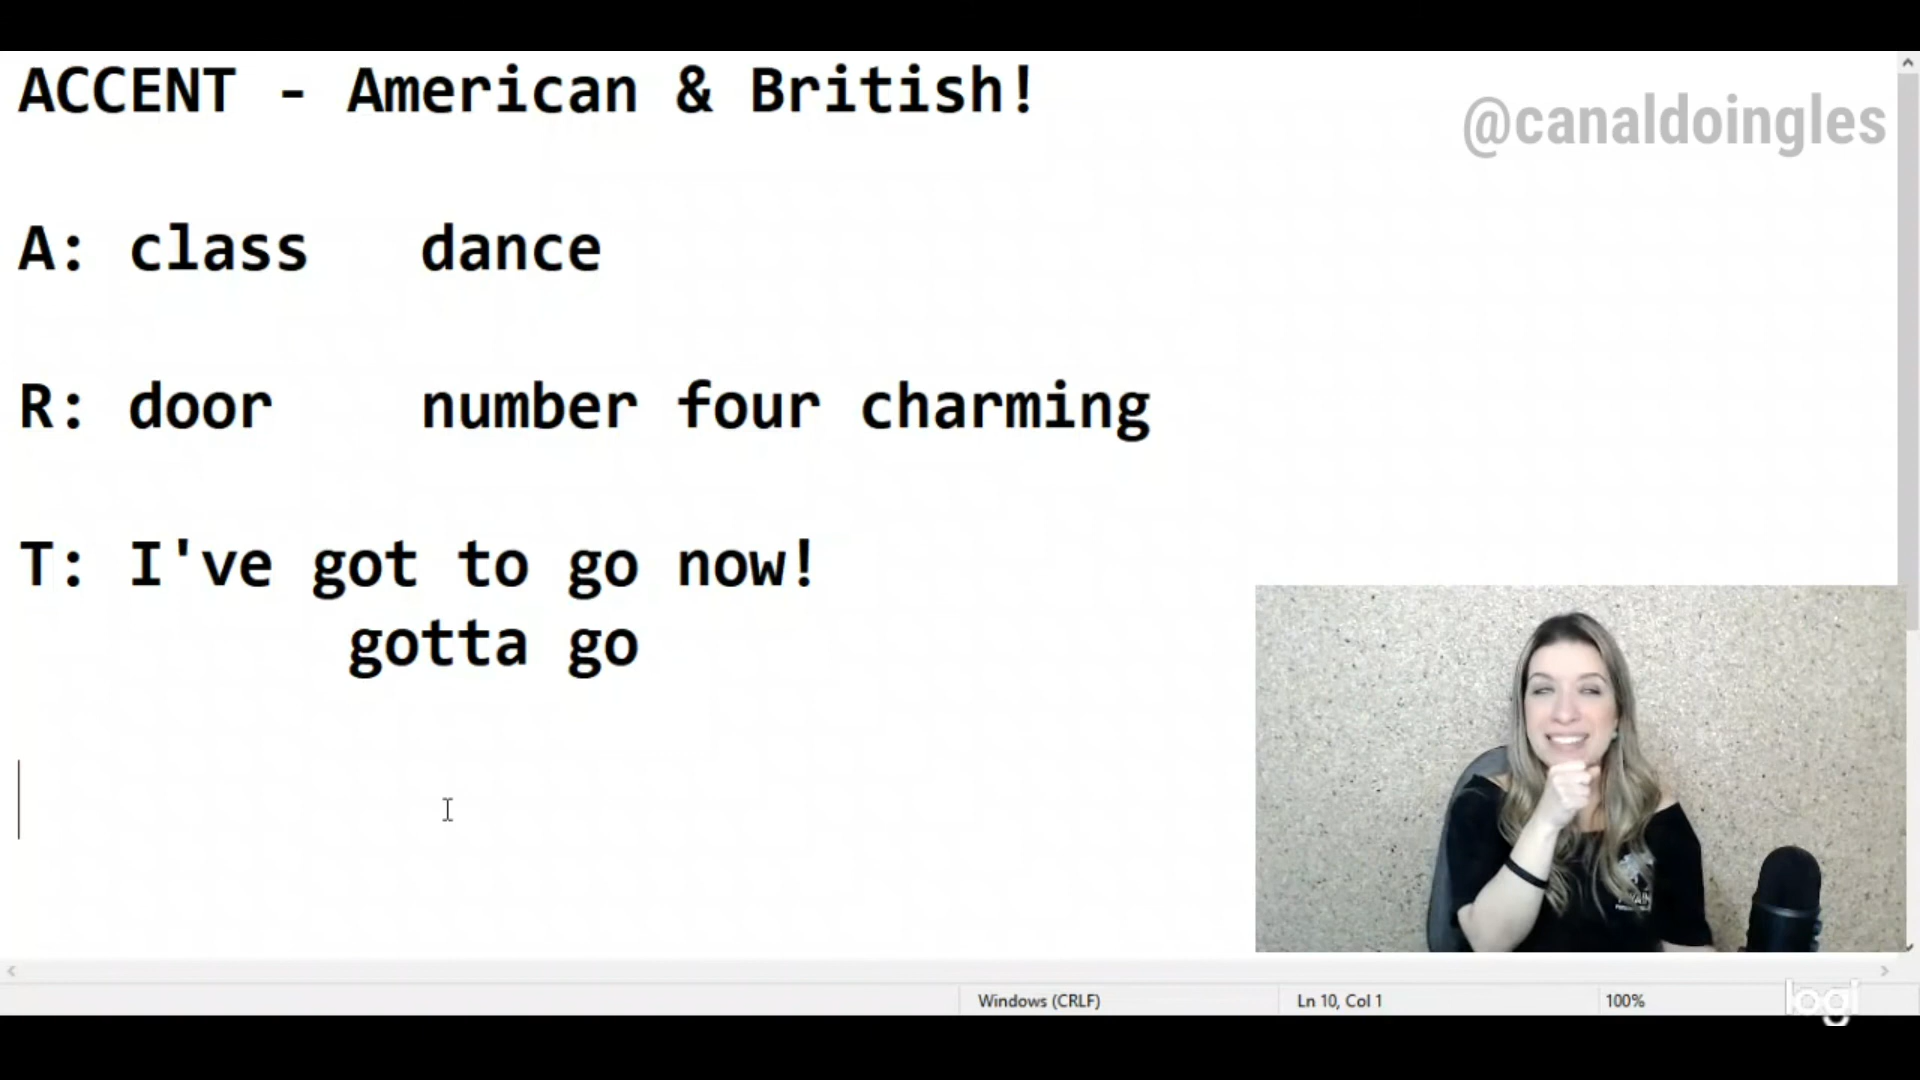 ACCENT - American & British!
@canaldoingles
A: class dance
R: door number four charming
T: I've got to go now!
gotta go
Windows (CRLF)
Ln 10, Col 1
100%
logi